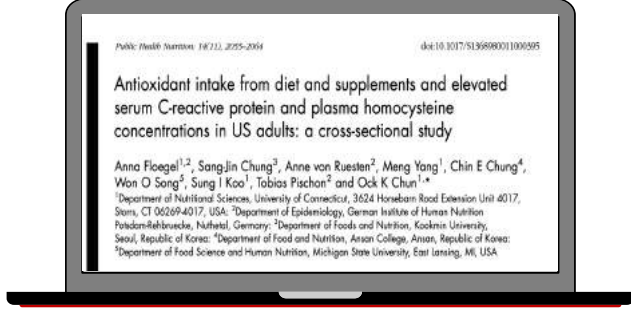 Public Health Nutrition: 14(11), 2055–2064
doi:10.1017/S1368980011000395
Antioxidant intake from diet and supplements and elevated
serum C-reactive protein and plasma homocysteine
concentrations in US adults: a cross-sectional study
Anna Floegel1,2, Sang-Jin Chung3, Anne von Ruesten2, Meng Yang1, Chin E Chung4,
Won O Song5, Sung I Koo1, Tobias Pischon2 and Ock K Chun1,*
1Department of Nutritional Sciences, University of Connecticut, 3624 Horsebarn Road Extension Unit 4017,
Storrs, CT 06269-4017, USA: 2Department of Epidemiology, German Institute of Human Nutrition
Potsdam-Rehbruecke, Nuthetal, Germany: 3Department of Foods and Nutrition, Kookmin University,
Seoul, Republic of Korea: 4Department of Food and Nutrition, Ansan College, Ansan, Republic of Korea:
5Department of Food Science and Human Nutrition, Michigan State University, East Lansing, MI, USA